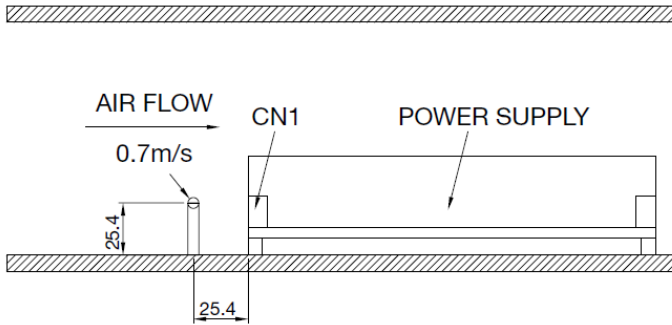 AIR FLOW
CN1
POWER SUPPLY
0.7m/s
25.4
25.4